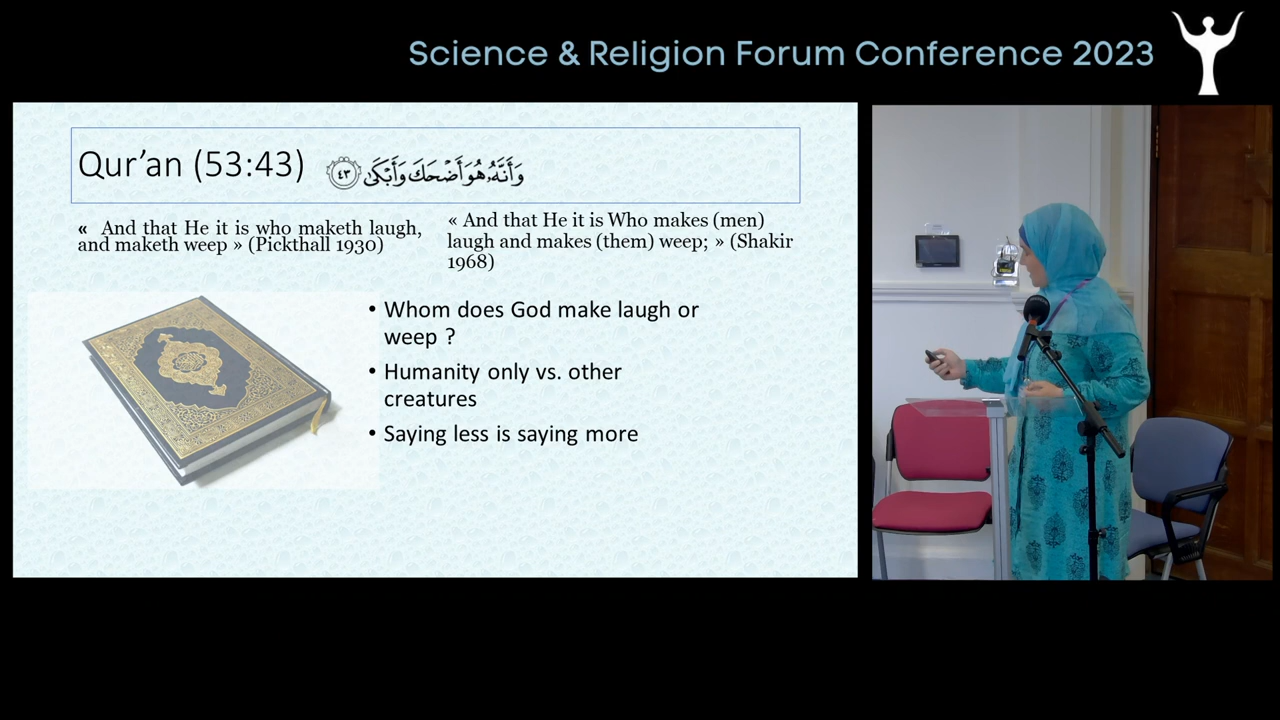 Science & Religion Forum Conference 2023
Qur’an (53:43) وَأَنَّهُۥ هُوَ أَضْحَكَ وَأَبْكَىٰ ٤٣
« And that He it is who maketh laugh,
and maketh weep » (Pickthall 1930)
« And that He it is Who makes (men)
laugh and makes (them) weep; » (Shakir
1968)
• Whom does God make laugh or
weep ?
• Humanity only vs. other
creatures
• Saying less is saying more